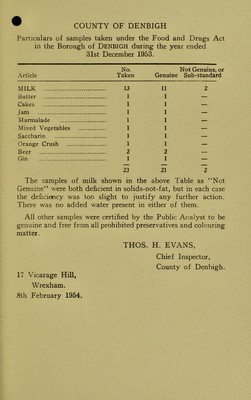 COUNTY OF DENBIGH
Particulars of samples taken under the Food and Drugs Act
in the Borough of DENBIGH during the year ended
31st December 1953.
No. Not Genuine, or
Article Taken Genuine Sub-standard
MILK .................... 13 11 2
Butter .................... 1 1 —
Cakes .................... 1 1 —
Jam .................... 1 1 —
Marmalade .................... 1 1 —
Mixed Vegetables .................... 1 1 —
Saccharin .................... 1 1 —
Orange Crush .................... 1 1 —
Beer .................... 2 2 —
Gin .................... 1 1 —
23 21 2
The samples of milk shown in the above Table as "Not
Genuine" were both deficient in solids-not-fat, but in each case
the deficiency was too slight to justify any further action.
There was no added water present in either of them.
All other samples were certified by the Public Analyst to be
genuine and free from all prohibited preservatives and colouring
matter.
THOS. H. EVANS,
Chief Inspector,
County of Denbigh.
17 Vicarage Hill,
Wrexham.
8th February 1954.